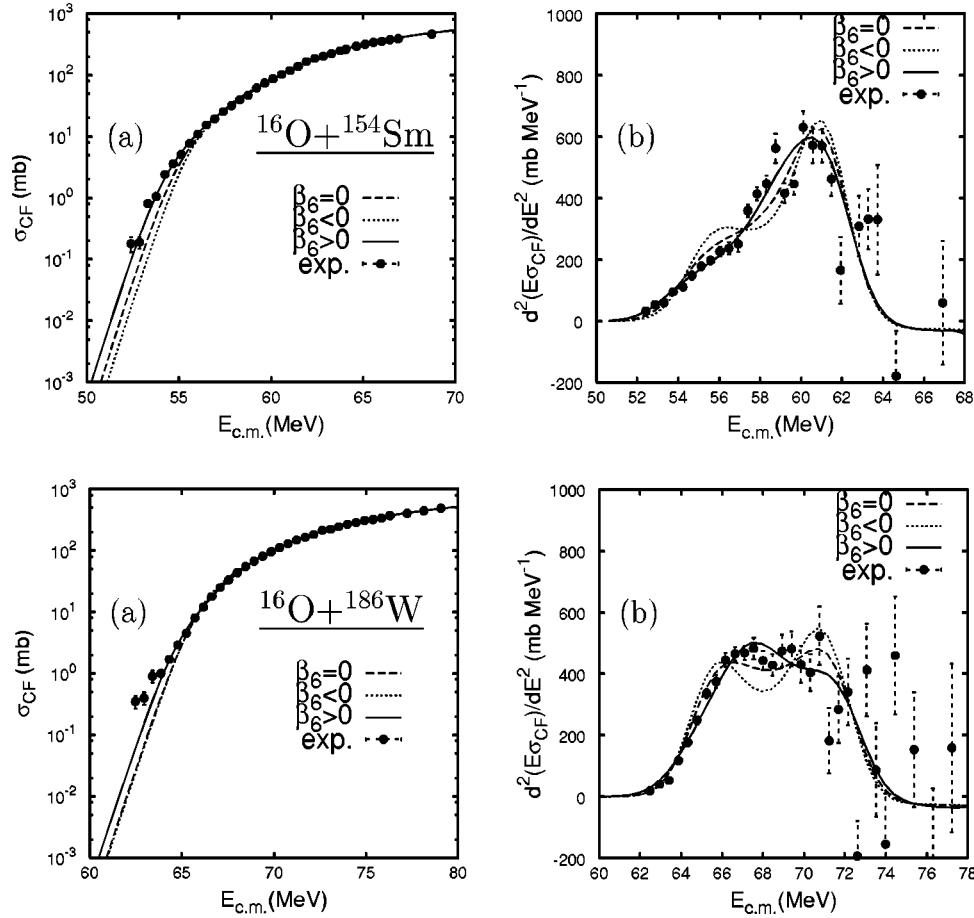 10³
10²
10¹
10⁰
10⁻¹
10⁻²
10⁻³
σCF (mb)
(a)
¹⁶O+¹⁵⁴Sm
β₆=0
β₆<0
β₆>0
exp.
50 55 60 65 70
Ec.m.(MeV)
1000
800
600
400
200
0
-200
d²(EσCF)/dE² (mb MeV⁻¹)
(b)
β₆=0
β₆<0
β₆>0
exp.
50 52 54 56 58 60 62 64 66 68
Ec.m.(MeV)
10³
10²
10¹
10⁰
10⁻¹
10⁻²
10⁻³
σCF (mb)
(a)
¹⁶O+¹⁸⁶W
β₆=0
β₆<0
β₆>0
exp.
60 65 70 75 80
Ec.m.(MeV)
1000
800
600
400
200
0
-200
d²(EσCF)/dE² (mb MeV⁻¹)
(b)
β₆=0
β₆<0
β₆>0
exp.
60 62 64 66 68 70 72 74 76 78
Ec.m.(MeV)